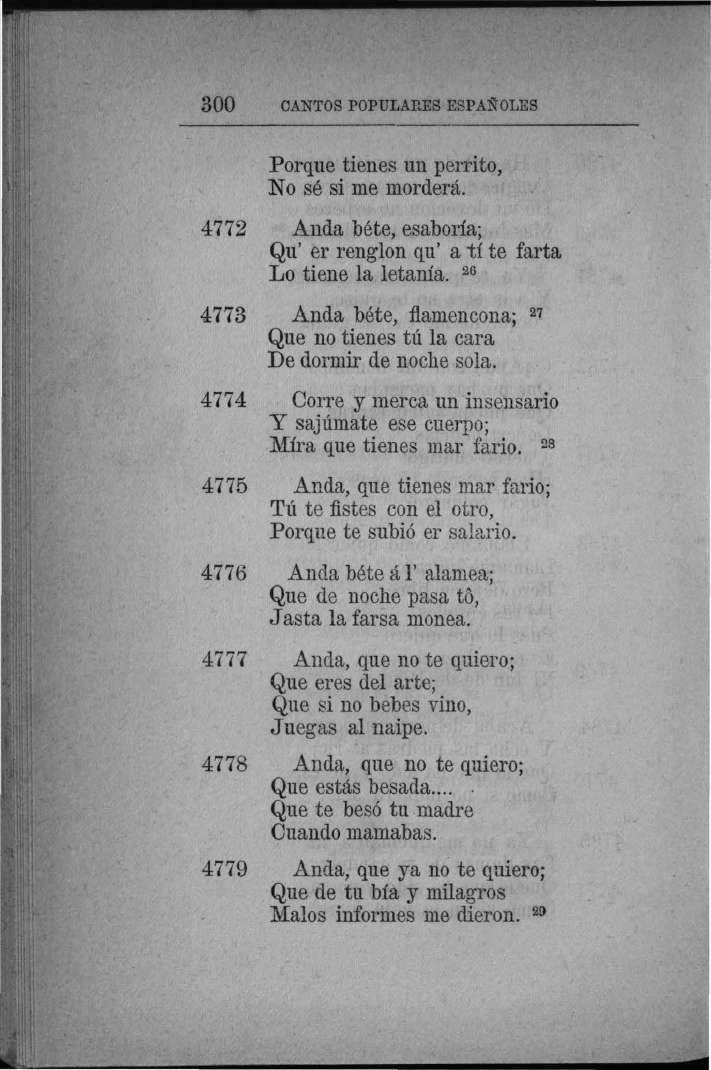 300 CANTOS POPULARES ESPAÑOLES
Porque tienes un perrito,
No sé si me morderá.
4772 Anda béte, esaboría;
Qu' er renglon qu' a tí te farta
Lo tiene la letanía. 26
4773 Anda béte, flamencona; 27
Que no tienes tú la cara
De dormir de noche sola.
4774 Corre y merca un insensario
Y sajúmate ese cuerpo;
Míra que tienes mar fario. 28
4775 Anda, que tienes mar fario;
Tú te fistes con el otro,
Porque te subió er salario.
4776 Anda béte á l' alamea;
Que de noche pasa tô,
Jasta la farsa monea.
4777 Anda, que no te quiero;
Que eres del arte;
Que si no bebes vino,
Juegas al naipe.
4778 Anda, que no te quiero;
Que estás besada....
Que te besó tu madre
Cuando mamabas.
4779 Anda, que ya no te quiero;
Que de tu bía y milagros
Malos informes me dieron. 29